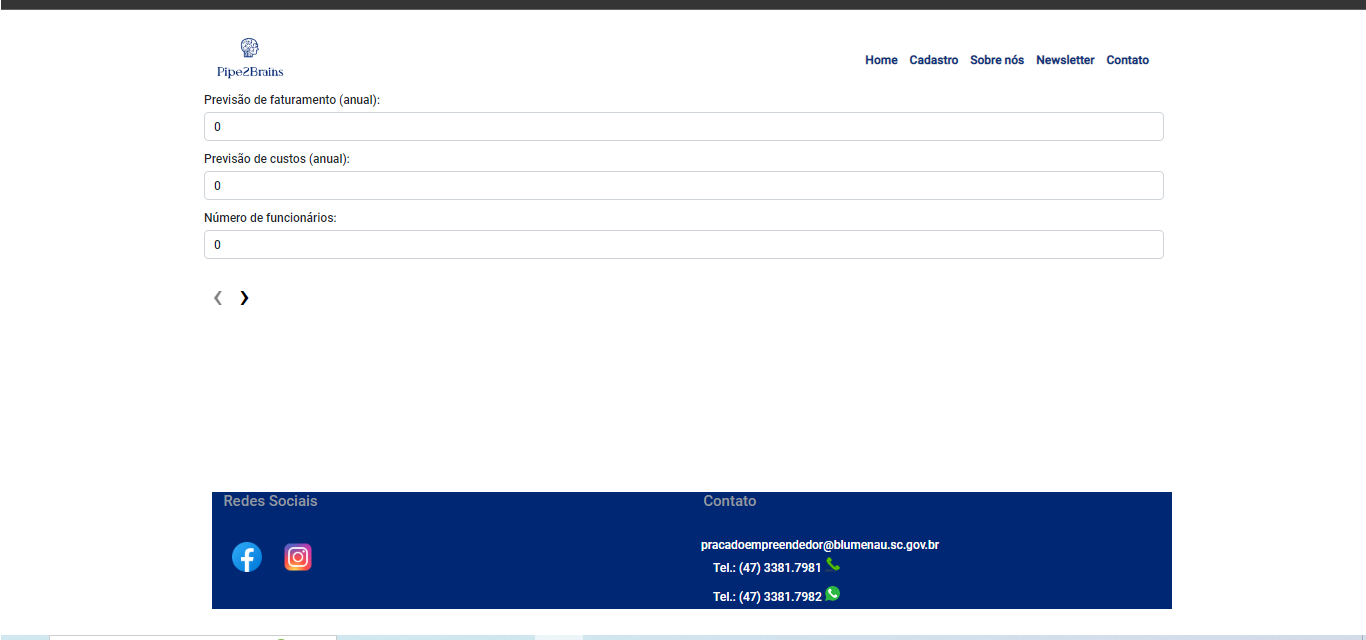 Pipe2Brains
Home Cadastro Sobre nós Newsletter Contato
Previsão de faturamento (anual):
0
Previsão de custos (anual):
0
Número de funcionários:
0
❮ ❯
Redes Sociais
Contato
pracadoempreendedor@blumenau.sc.gov.br
Tel.: (47) 3381.7981
Tel.: (47) 3381.7982